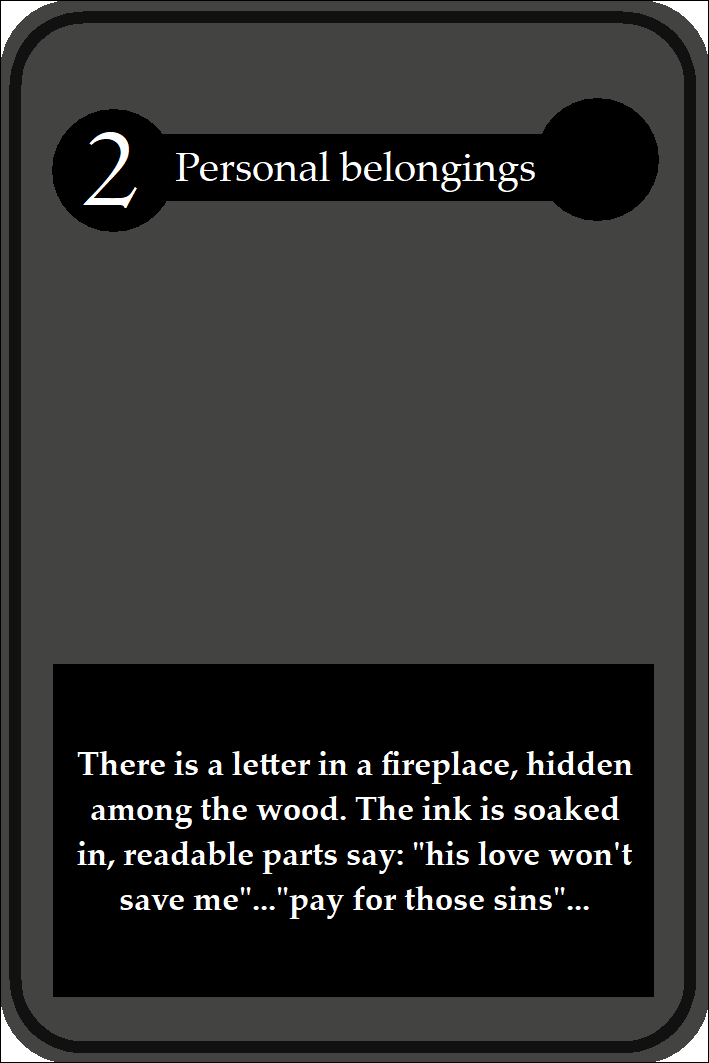 2
Personal belongings
There is a letter in a fireplace, hidden
among the wood. The ink is soaked
in, readable parts say: "his love won't
save me"..."pay for those sins"...